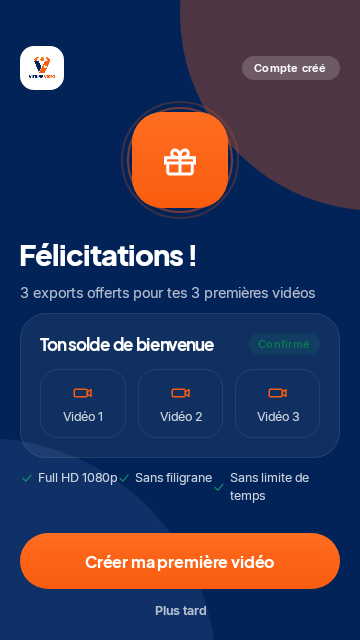 Compte créé
Félicitations !
3 exports offerts pour tes 3 premières vidéos
Ton solde de bienvenue
Confirmé
Vidéo 1
Vidéo 2
Vidéo 3
Full HD 1080p
Sans filigrane
Sans limite de
temps
Créer ma première vidéo
Plus tard